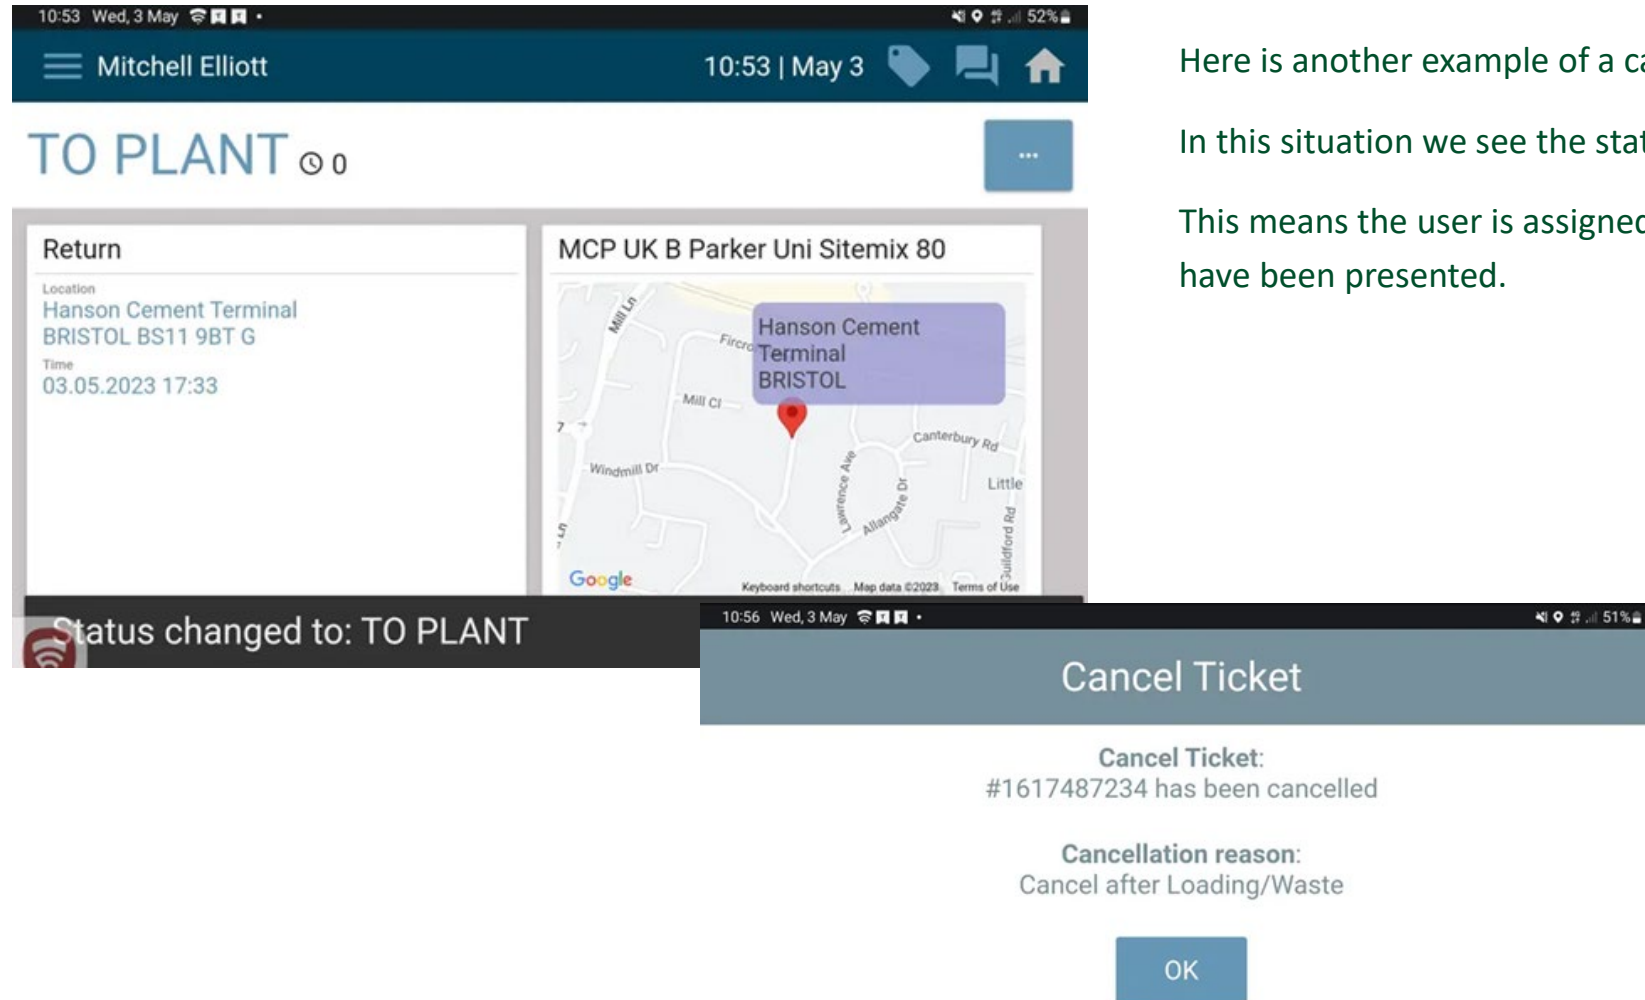 10:53 Wed, 3 May
52%
Mitchell Elliott
10:53 | May 3
TO PLANT 0
...
Return
Location
Hanson Cement Terminal
BRISTOL BS11 9BT G
Time
03.05.2023 17:33
MCP UK B Parker Uni Sitemix 80
Hanson Cement
Terminal
BRISTOL
Mill Ln
Mill Cl
7
7
Windmill Dr
Canterbury Rd
Lawrence Ave
Allangate Dr
Little
Guildford Rd
Ln
Google
Keyboard shortcuts
Map data ©2023
Terms of Use
Status changed to: TO PLANT
Here is another example of a
In this situation we see the
This means the user is
have been presented.
10:56 Wed, 3 May
51%
Cancel Ticket
Cancel Ticket:
#1617487234 has been cancelled
Cancellation reason:
Cancel after Loading/Waste
OK